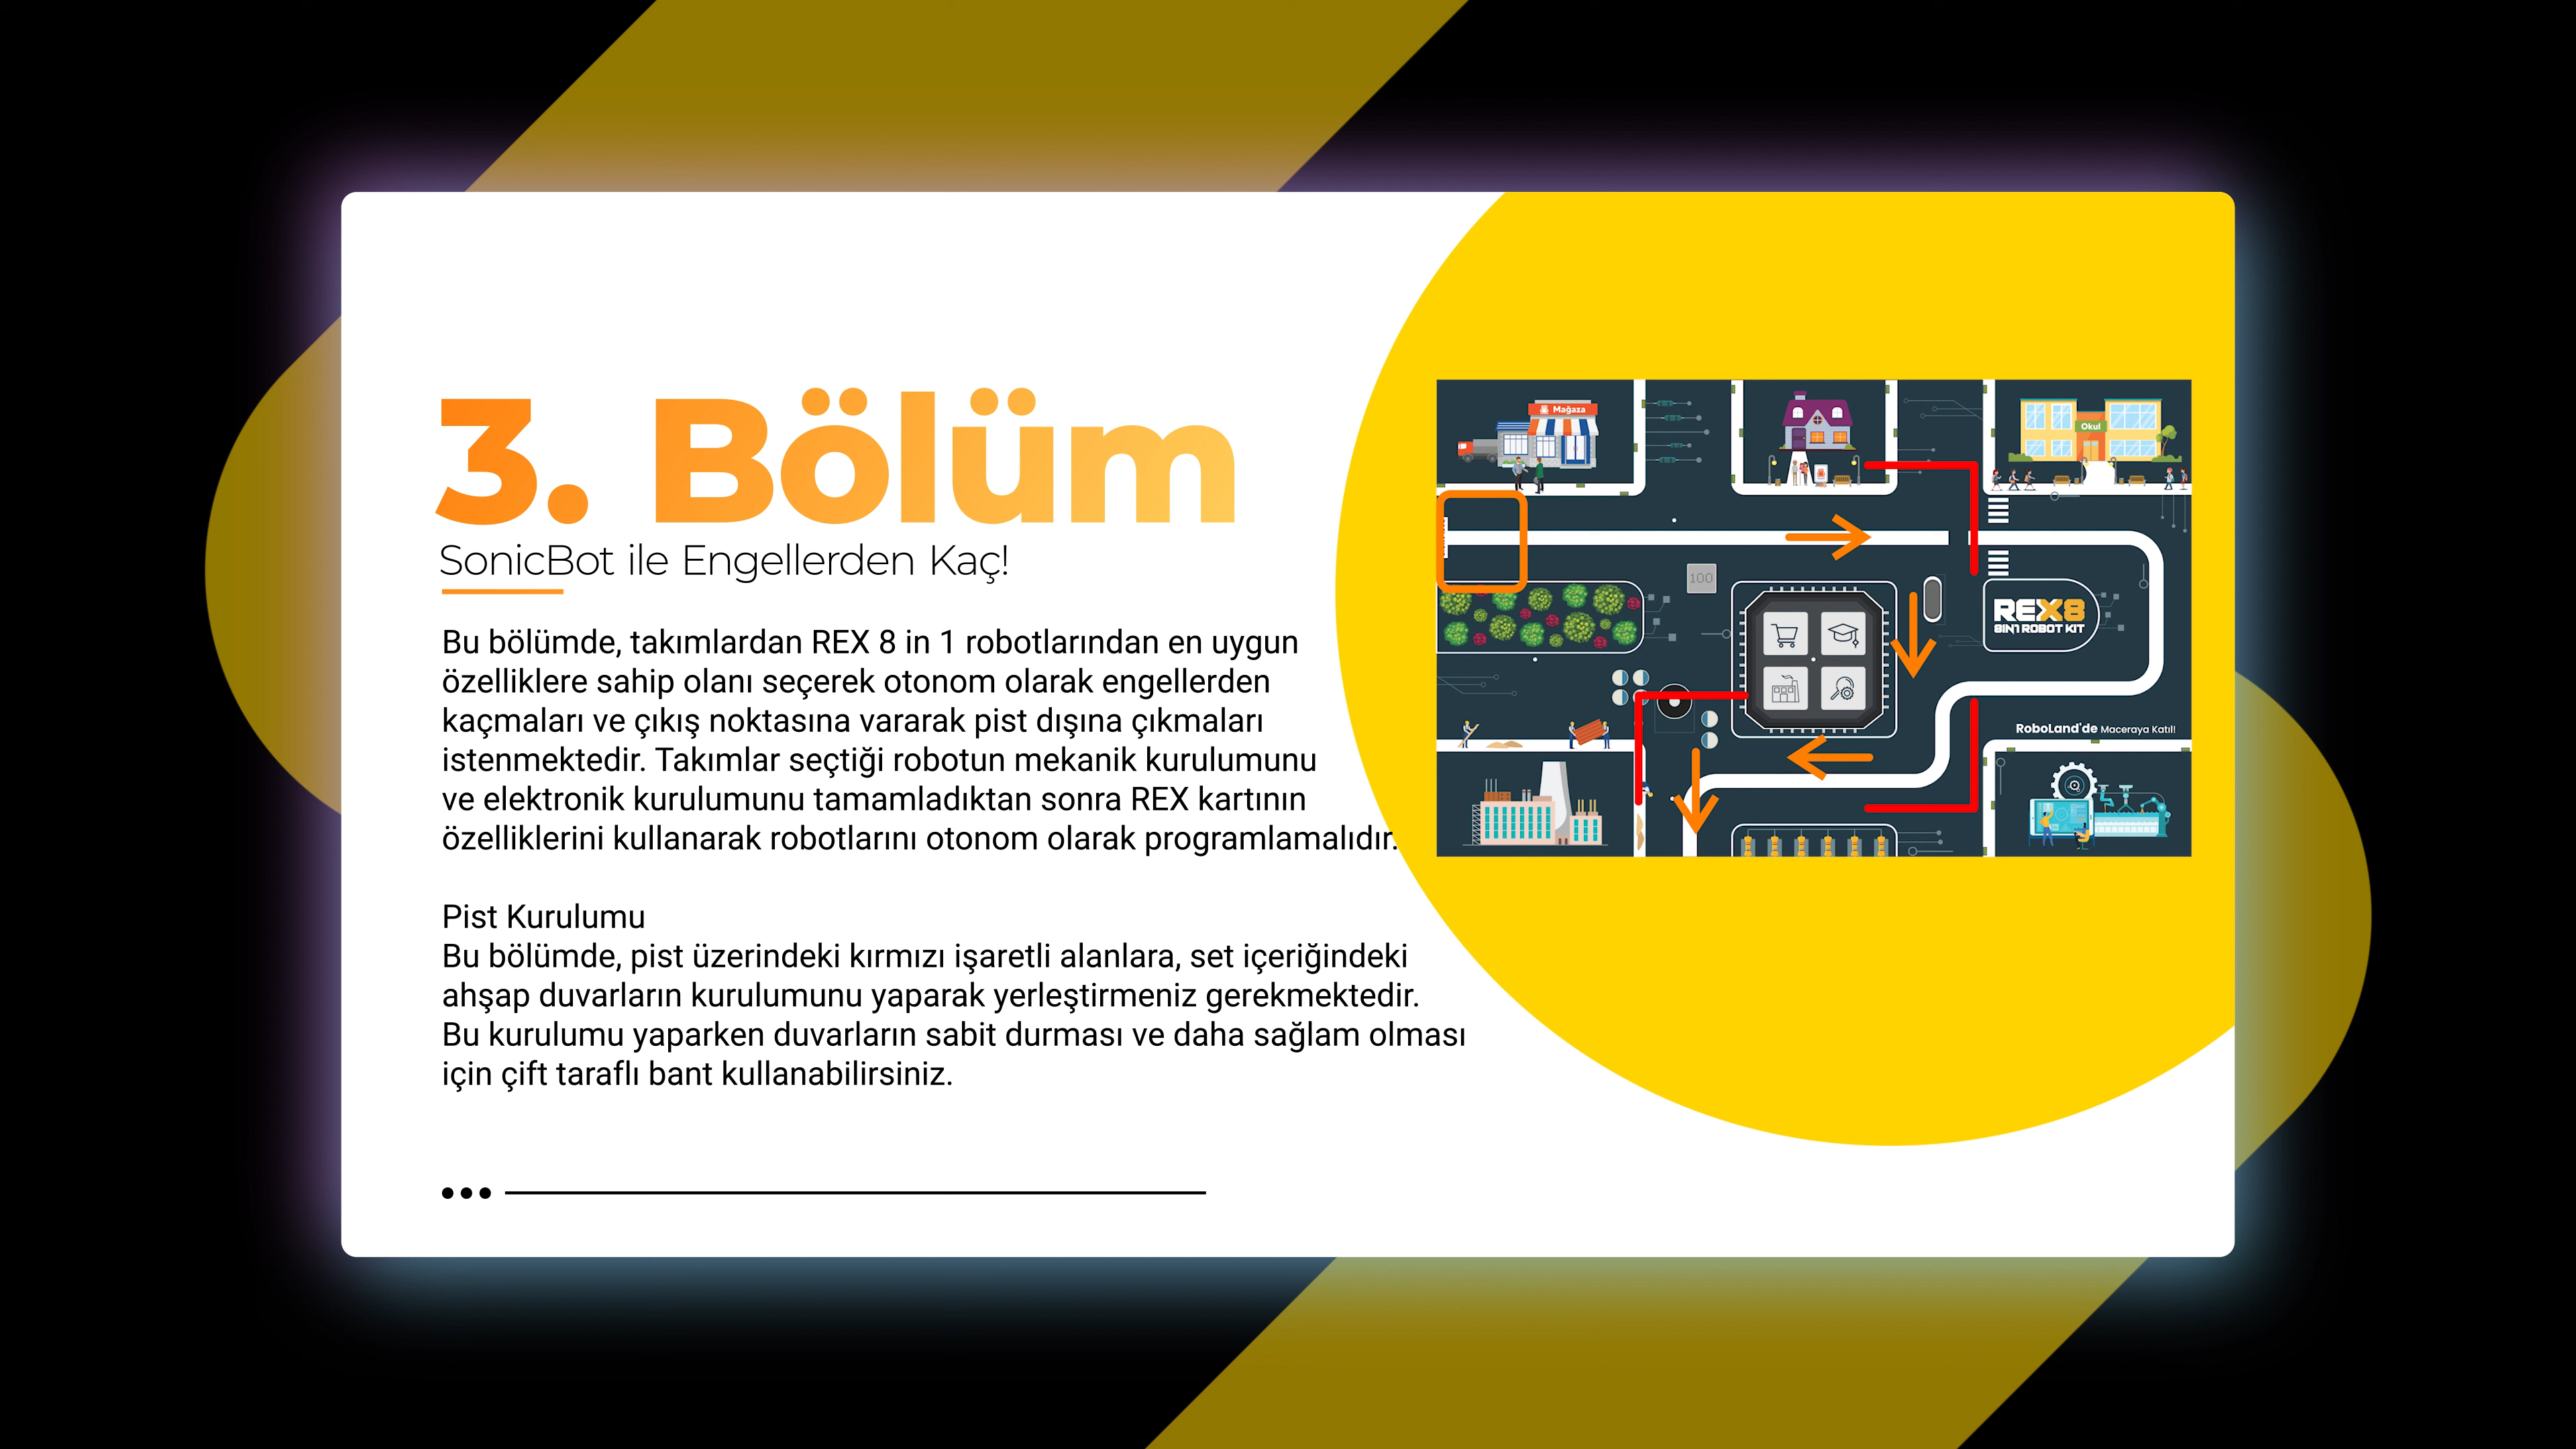 3. Bölüm
SonicBot ile Engellerden Kaç!
Bu bölümde, takımlardan REX 8 in 1 robotlarından en uygun
özelliklere sahip olanı seçerek otonom olarak engellerden
kaçmaları ve çıkış noktasına vararak pist dışına çıkmaları
istenmektedir. Takımlar seçtiği robotun mekanik kurulumunu
ve elektronik kurulumunu tamamladıktan sonra REX kartının
özelliklerini kullanarak robotlarını otonom olarak programlamalıdır.
Pist Kurulumu
Bu bölümde, pist üzerindeki kırmızı işaretli alanlara, set içeriğindeki
ahşap duvarların kurulumunu yaparak yerleştirmeniz gerekmektedir.
Bu kurulumu yaparken duvarların sabit durması ve daha sağlam olması
için çift taraflı bant kullanabilirsiniz.
Mağaza
Okul
100
REX8
8IN1 ROBOT KIT
RoboLand'de Maceraya Katıl!